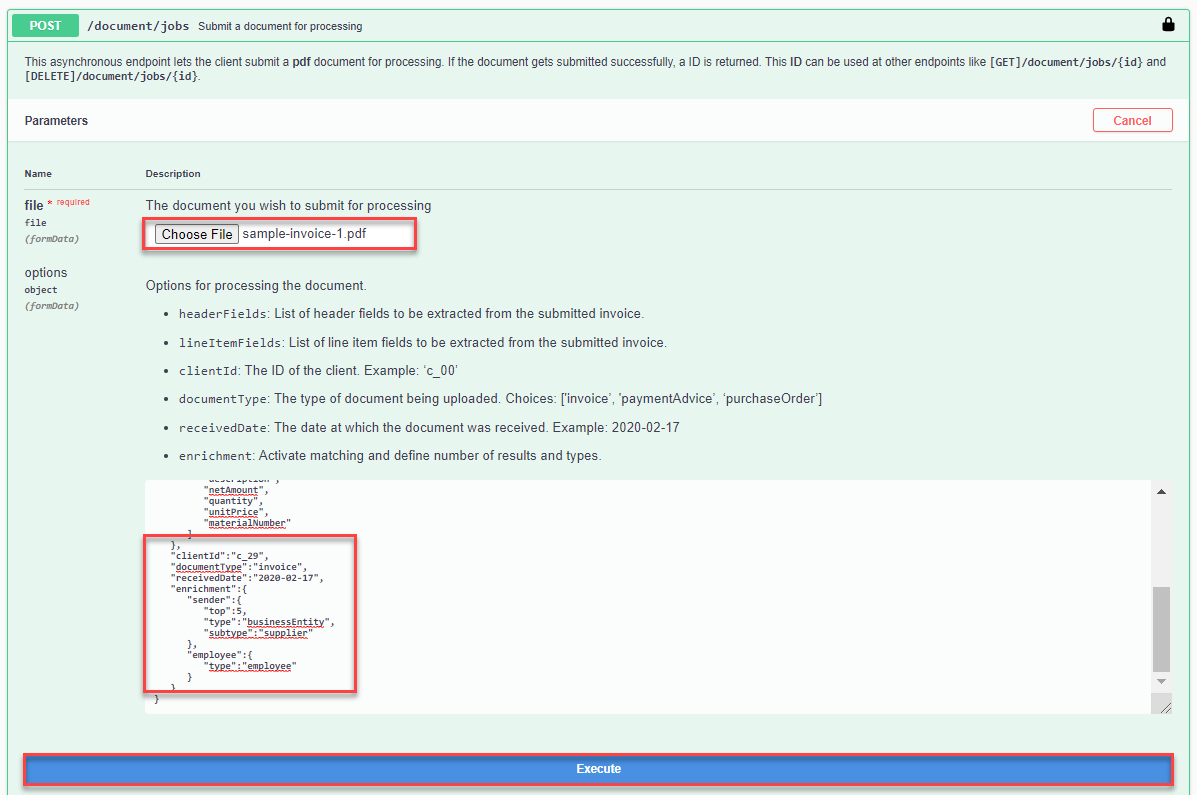 POST /document/jobs Submit a document for processing
This asynchronous endpoint lets the client submit a pdf document for processing. If the document gets submitted successfully, a ID is returned. This ID can be used at other endpoints like [GET]/document/jobs/{id} and
[DELETE]/document/jobs/{id}.
Parameters
Cancel
Name Description
file * required
file
(formData)
The document you wish to submit for processing
Choose File sample-invoice-1.pdf
options
object
(formData)
Options for processing the document.
• headerFields: List of header fields to be extracted from the submitted invoice.
• lineItemFields: List of line item fields to be extracted from the submitted invoice.
• clientId: The ID of the client. Example: ‘c_00’
• documentType: The type of document being uploaded. Choices: ['invoice’, 'paymentAdvice’, ‘purchaseOrder’]
• receivedDate: The date at which the document was received. Example: 2020-02-17
• enrichment: Activate matching and define number of results and types.
"description",
"netAmount",
"quantity",
"unitPrice",
"materialNumber"
]
},
"clientId":"c_29",
"documentType":"invoice",
"receivedDate":"2020-02-17",
"enrichment":{
"sender":{
"top":5,
"type":"businessEntity",
"subtype":"supplier"
},
"employee":{
"type":"employee"
}
}
}
Execute